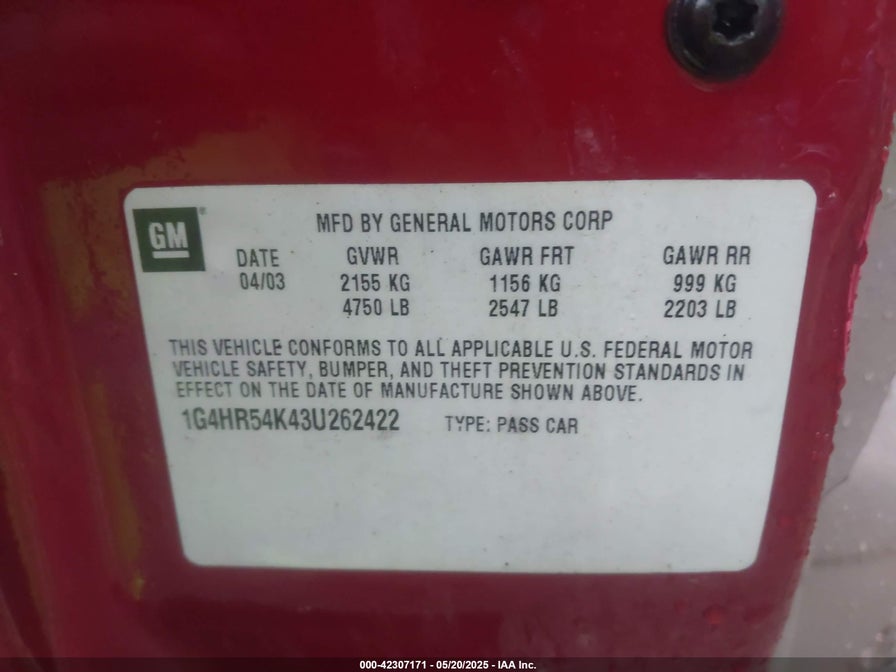 GM®
MFD BY GENERAL MOTORS CORP
DATE GVWR GAWR FRT GAWR RR
04/03 2155 KG 1156 KG 999 KG
4750 LB 2547 LB 2203 LB
THIS VEHICLE CONFORMS TO ALL APPLICABLE U.S. FEDERAL MOTOR
VEHICLE SAFETY, BUMPER, AND THEFT PREVENTION STANDARDS IN
EFFECT ON THE DATE OF MANUFACTURE SHOWN ABOVE.
1G4HR54K43U262422 TYPE: PASS CAR
000-42307171 - 05/20/2025 - IAA Inc.